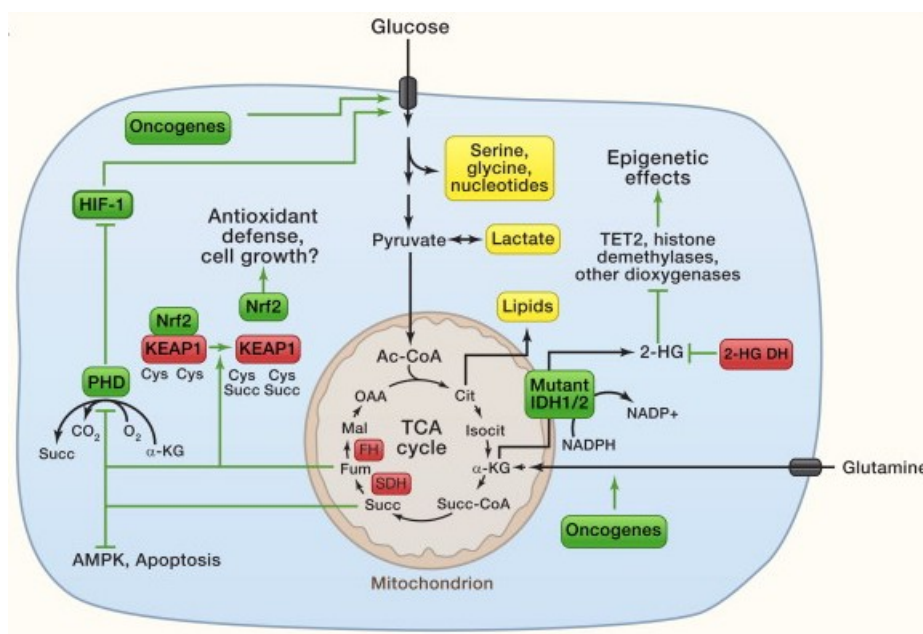 Glucose
Oncogenes
Serine,
glycine,
nucleotides
Epigenetic
effects
HIF-1
Antioxidant
defense,
cell growth?
Pyruvate
Lactate
TET2, histone
demethylases,
other dioxygenases
Nrf2
Nrf2
KEAP1
KEAP1
Cys Cys
Cys Cys
Succ Succ
Lipids
2-HG
2-HG DH
PHD
Ac-CoA
Mutant
IDH1/2
OAA
Cit
NADP+
CO2
O2
Succ
α-KG
Mal
TCA
cycle
Isocit
NADPH
FH
Fum
α-KG
Glutamine
SDH
Succ
Succ-CoA
Oncogenes
AMPK, Apoptosis
Mitochondrion